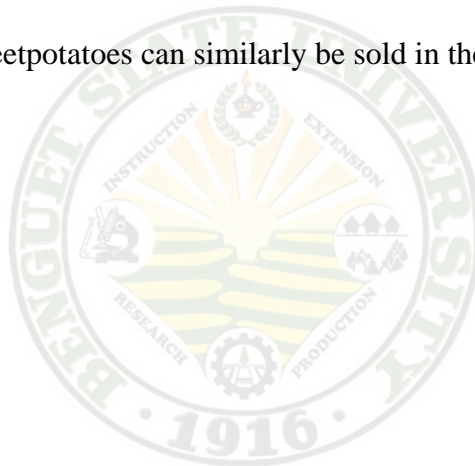 eetpotatoes can similarly be sold in the
BENGUET STATE UNIVERSITY
INSTRUCTION
EXTENSION
RESEARCH
PRODUCTION
· 1916 ·